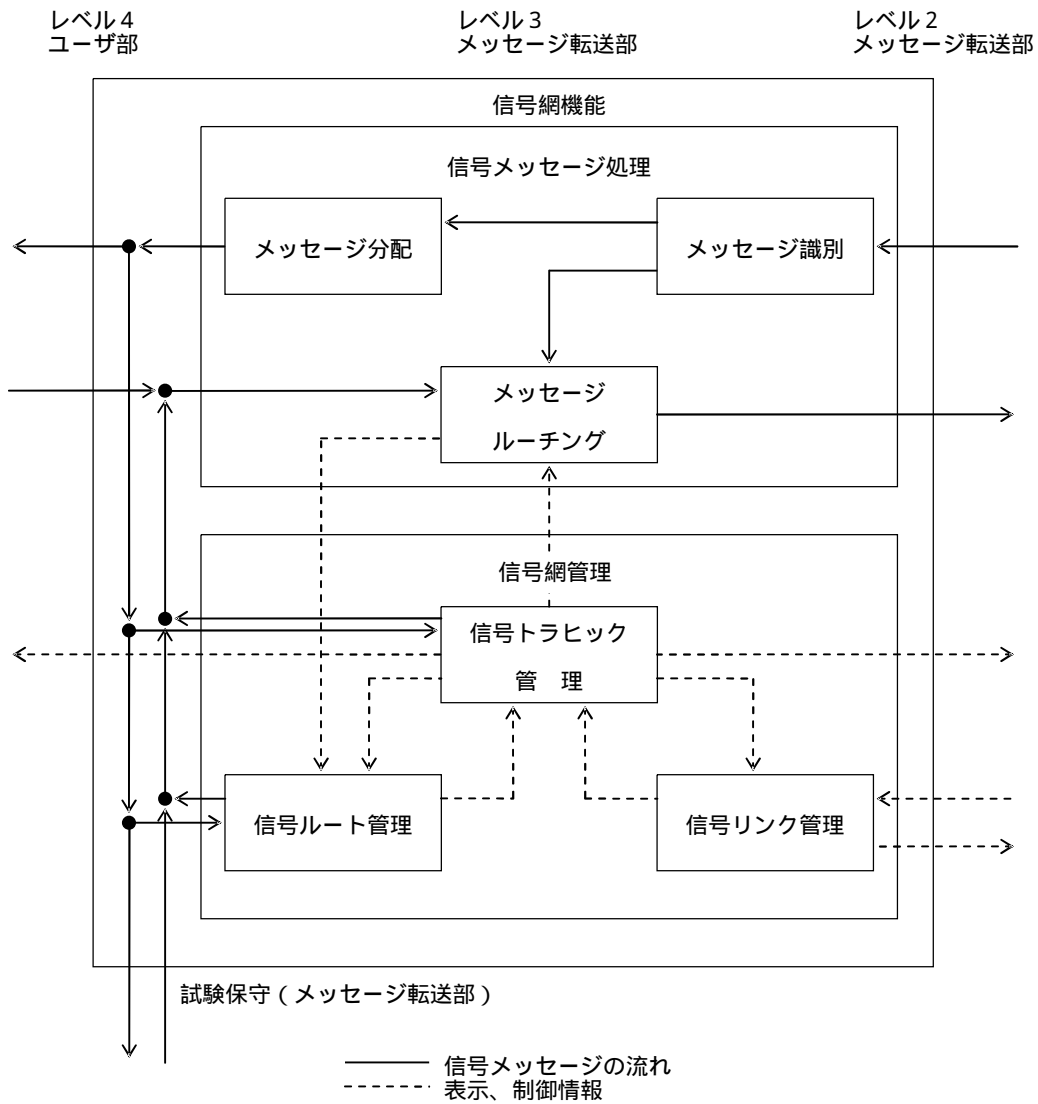 レベル4
ユーザ部
レベル3
メッセージ転送部
レベル2
メッセージ転送部
信号網機能
信号メッセージ処理
メッセージ分配
メッセージ識別
メッセージ
ルーチング
信号網管理
信号トラヒック
管　理
信号ルート管理
信号リンク管理
試験保守(メッセージ転送部)
信号メッセージの流れ
表示、制御情報